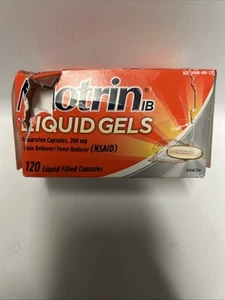 otrin IB
LIQUID GELS
Ibuprofen Capsules, 200 mg
Pain Reliever/Fever Reducer (NSAID)
120 Liquid Filled Capsules